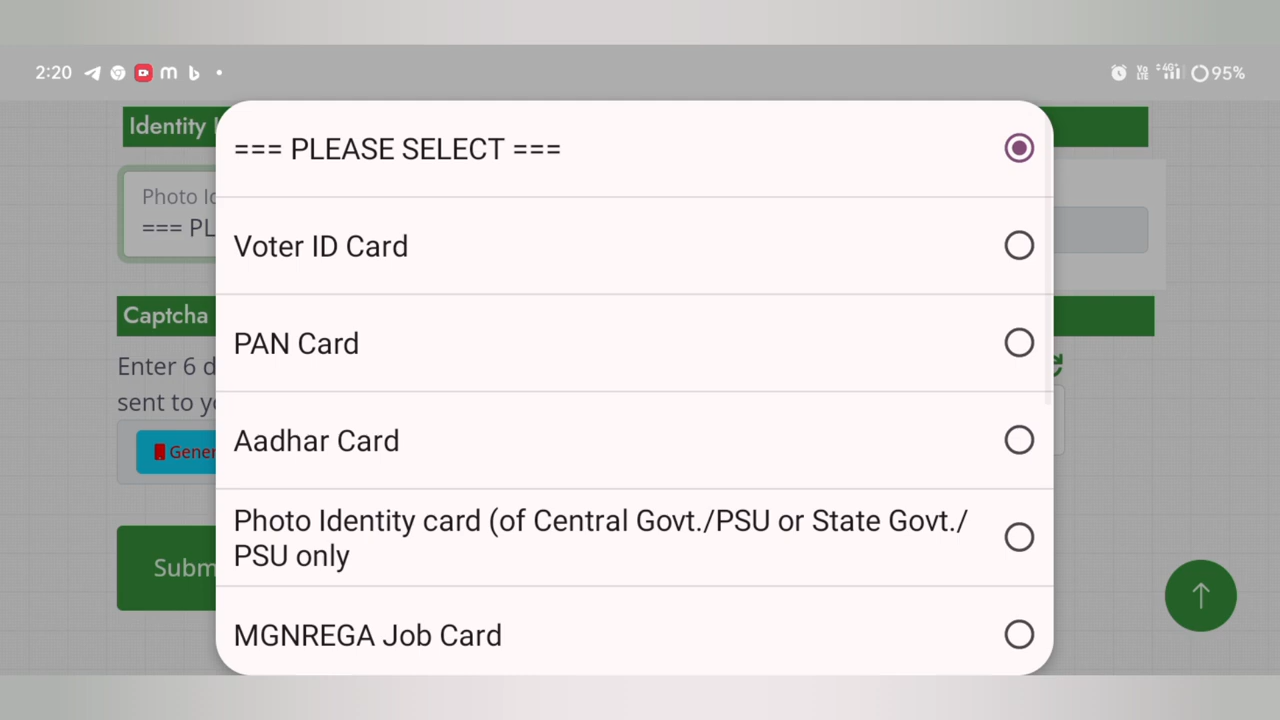 2:20
95%
Identity
=== PLEASE SELECT ===
Photo
=== PL
Voter ID Card
Captcha
PAN Card
Enter 6 d
sent to yo
Aadhar Card
Gener
Photo Identity card (of Central Govt./PSU or State Govt./
PSU only
Subm
MGNREGA Job Card